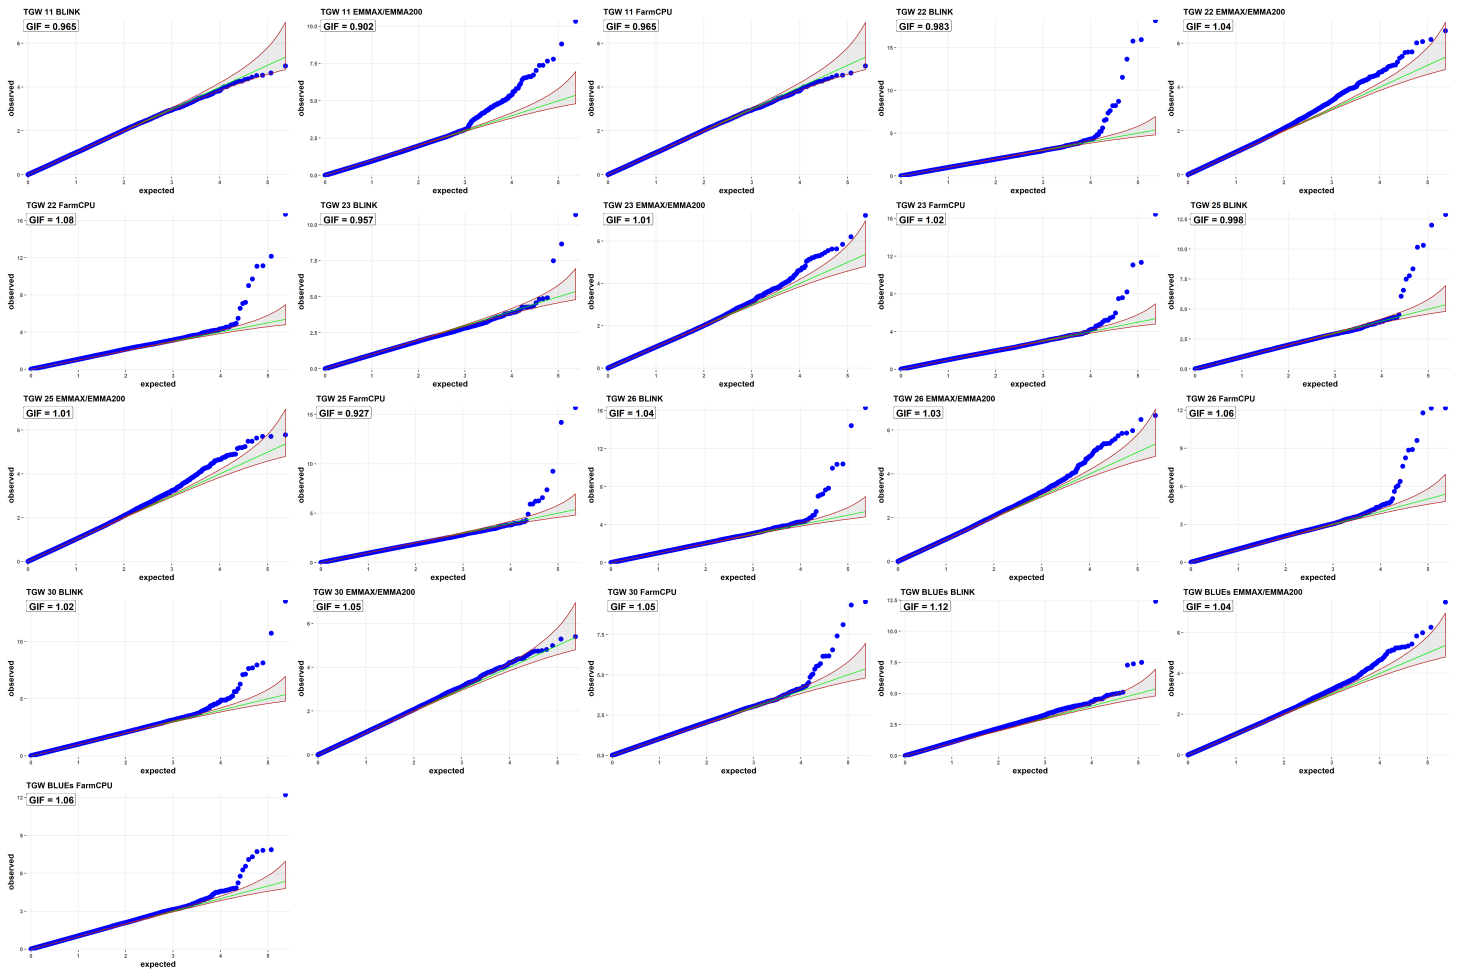 TGW 11 BLINK
GIF = 0.965
observed
expected
TGW 11 EMMAX/EMMA200
GIF = 0.902
observed
expected
TGW 11 FarmCPU
GIF = 0.965
observed
expected
TGW 22 BLINK
GIF = 0.983
observed
expected
TGW 22 EMMAX/EMMA200
GIF = 1.04
observed
expected
TGW 22 FarmCPU
GIF = 1.08
observed
expected
TGW 23 BLINK
GIF = 0.957
observed
expected
TGW 23 EMMAX/EMMA200
GIF = 1.01
observed
expected
TGW 23 FarmCPU
GIF = 1.02
observed
expected
TGW 25 BLINK
GIF = 0.998
observed
expected
TGW 25 EMMAX/EMMA200
GIF = 1.01
observed
expected
TGW 25 FarmCPU
GIF = 0.927
observed
expected
TGW 26 BLINK
GIF = 1.04
observed
expected
TGW 26 EMMAX/EMMA200
GIF = 1.03
observed
expected
TGW 26 FarmCPU
GIF = 1.06
observed
expected
TGW 30 BLINK
GIF = 1.02
observed
expected
TGW 30 EMMAX/EMMA200
GIF = 1.05
observed
expected
TGW 30 FarmCPU
GIF = 1.05
observed
expected
TGW BLUEs BLINK
GIF = 1.12
observed
expected
TGW BLUEs EMMAX/EMMA200
GIF = 1.04
observed
expected
TGW BLUEs FarmCPU
GIF = 1.06
observed
expected